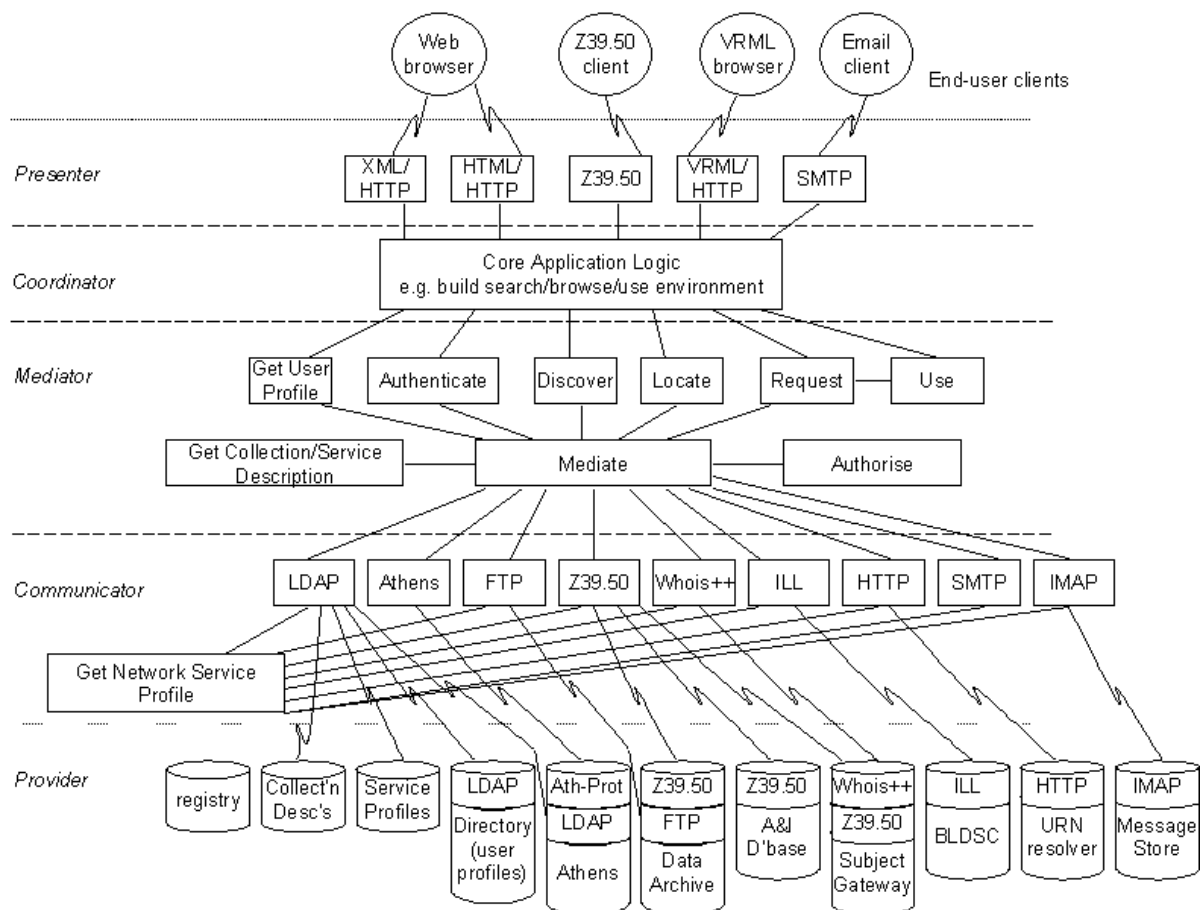 Web
browser
Z39.50
client
VRML
browser
Email
client
End-user clients
Presenter
XML/
HTTP
HTML/
HTTP
Z39.50
VRML/
HTTP
SMTP
Coordinator
Core Application Logic
e.g. build search/browse/use environment
Mediator
Get User
Profile
Authenticate
Discover
Locate
Request
Use
Get Collection/Service
Description
Mediate
Authorise
Communicator
LDAP
Athens
FTP
Z39.50
Whois++
ILL
HTTP
SMTP
IMAP
Get Network Service
Profile
Provider
registry
Collect'n
Desc's
Service
Profiles
LDAP
Directory
(user
profiles)
Ath-Prot
LDAP
Athens
Z39.50
FTP
Data
Archive
Z39.50
A&I
D'base
Whois++
Z39.50
Subject
Gateway
ILL
BLDSC
HTTP
URN
resolver
IMAP
Message
Store